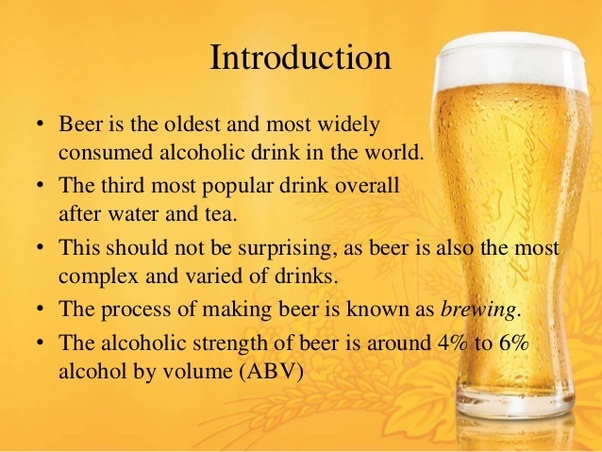 Introduction
• Beer is the oldest and most widely
consumed alcoholic drink in the world.
• The third most popular drink overall
after water and tea.
• This should not be surprising, as beer is also the most
complex and varied of drinks.
• The process of making beer is known as brewing.
• The alcoholic strength of beer is around 4% to 6%
alcohol by volume (ABV)
Budweiser